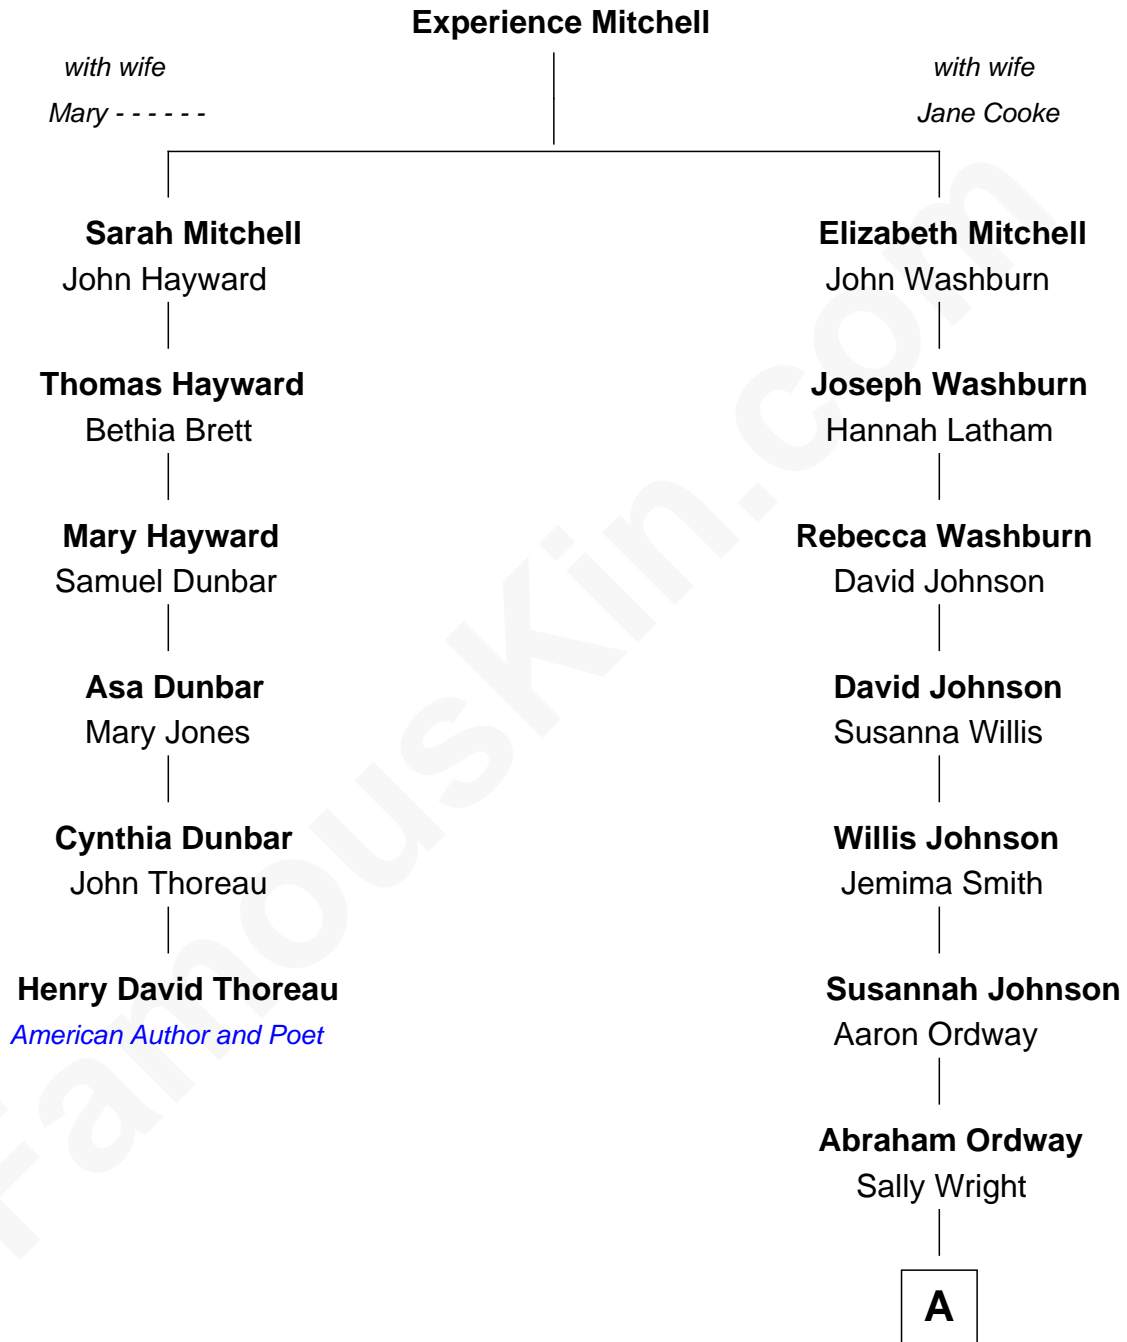 Experience Mitchell
with wife
Mary - - - - - -
with wife
Jane Cooke
Sarah Mitchell
John Hayward
Thomas Hayward
Bethia Brett
Mary Hayward
Samuel Dunbar
Asa Dunbar
Mary Jones
Cynthia Dunbar
John Thoreau
Henry David Thoreau
American Author and Poet
Elizabeth Mitchell
John Washburn
Joseph Washburn
Hannah Latham
Rebecca Washburn
David Johnson
David Johnson
Susanna Willis
Willis Johnson
Jemima Smith
Susannah Johnson
Aaron Ordway
Abraham Ordway
Sally Wright
A
FamousKin.com